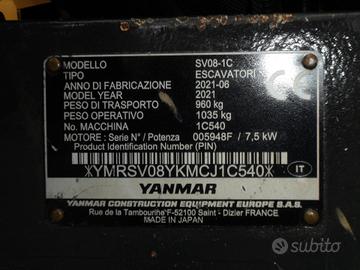 MODELLO SV08-1C
TIPO ESCAVATORI
ANNO DI FABBRICAZIONE 2021-06
MODEL YEAR 2021
PESO DI TRASPORTO 960 kg
PESO OPERATIVO 1035 kg
No. MACCHINA 1C540
MOTORE : Serie N° / Potenza 005948F / 7,5 kW
Product Identification Number (PIN)
*YMRSV08YKMCJ1C540*
IT
YANMAR
YANMAR CONSTRUCTION EQUIPMENT EUROPE S.A.S.
Rue de la Tambourine F-52100 Saint - Dizier FRANCE
MADE IN JAPAN
subito